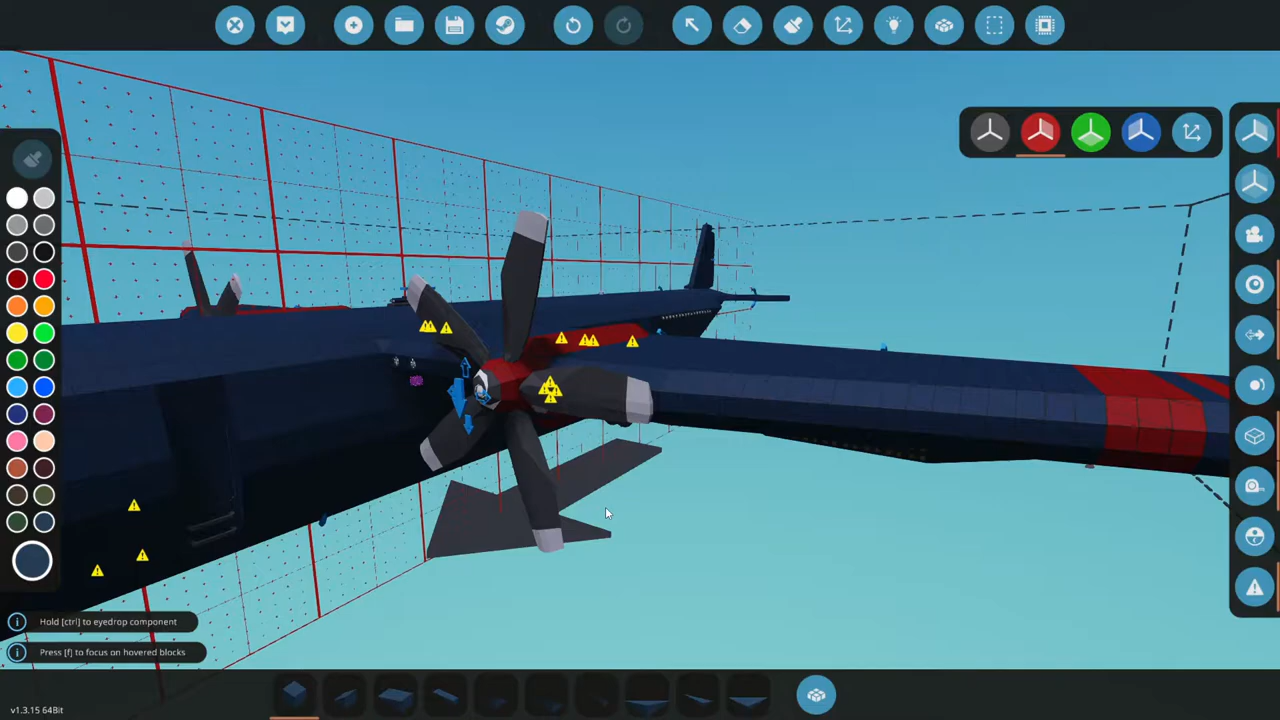 Hold [ctrl] to eyedrop component
Press [f] to focus on hovered blocks
v1.3.15 64Bit